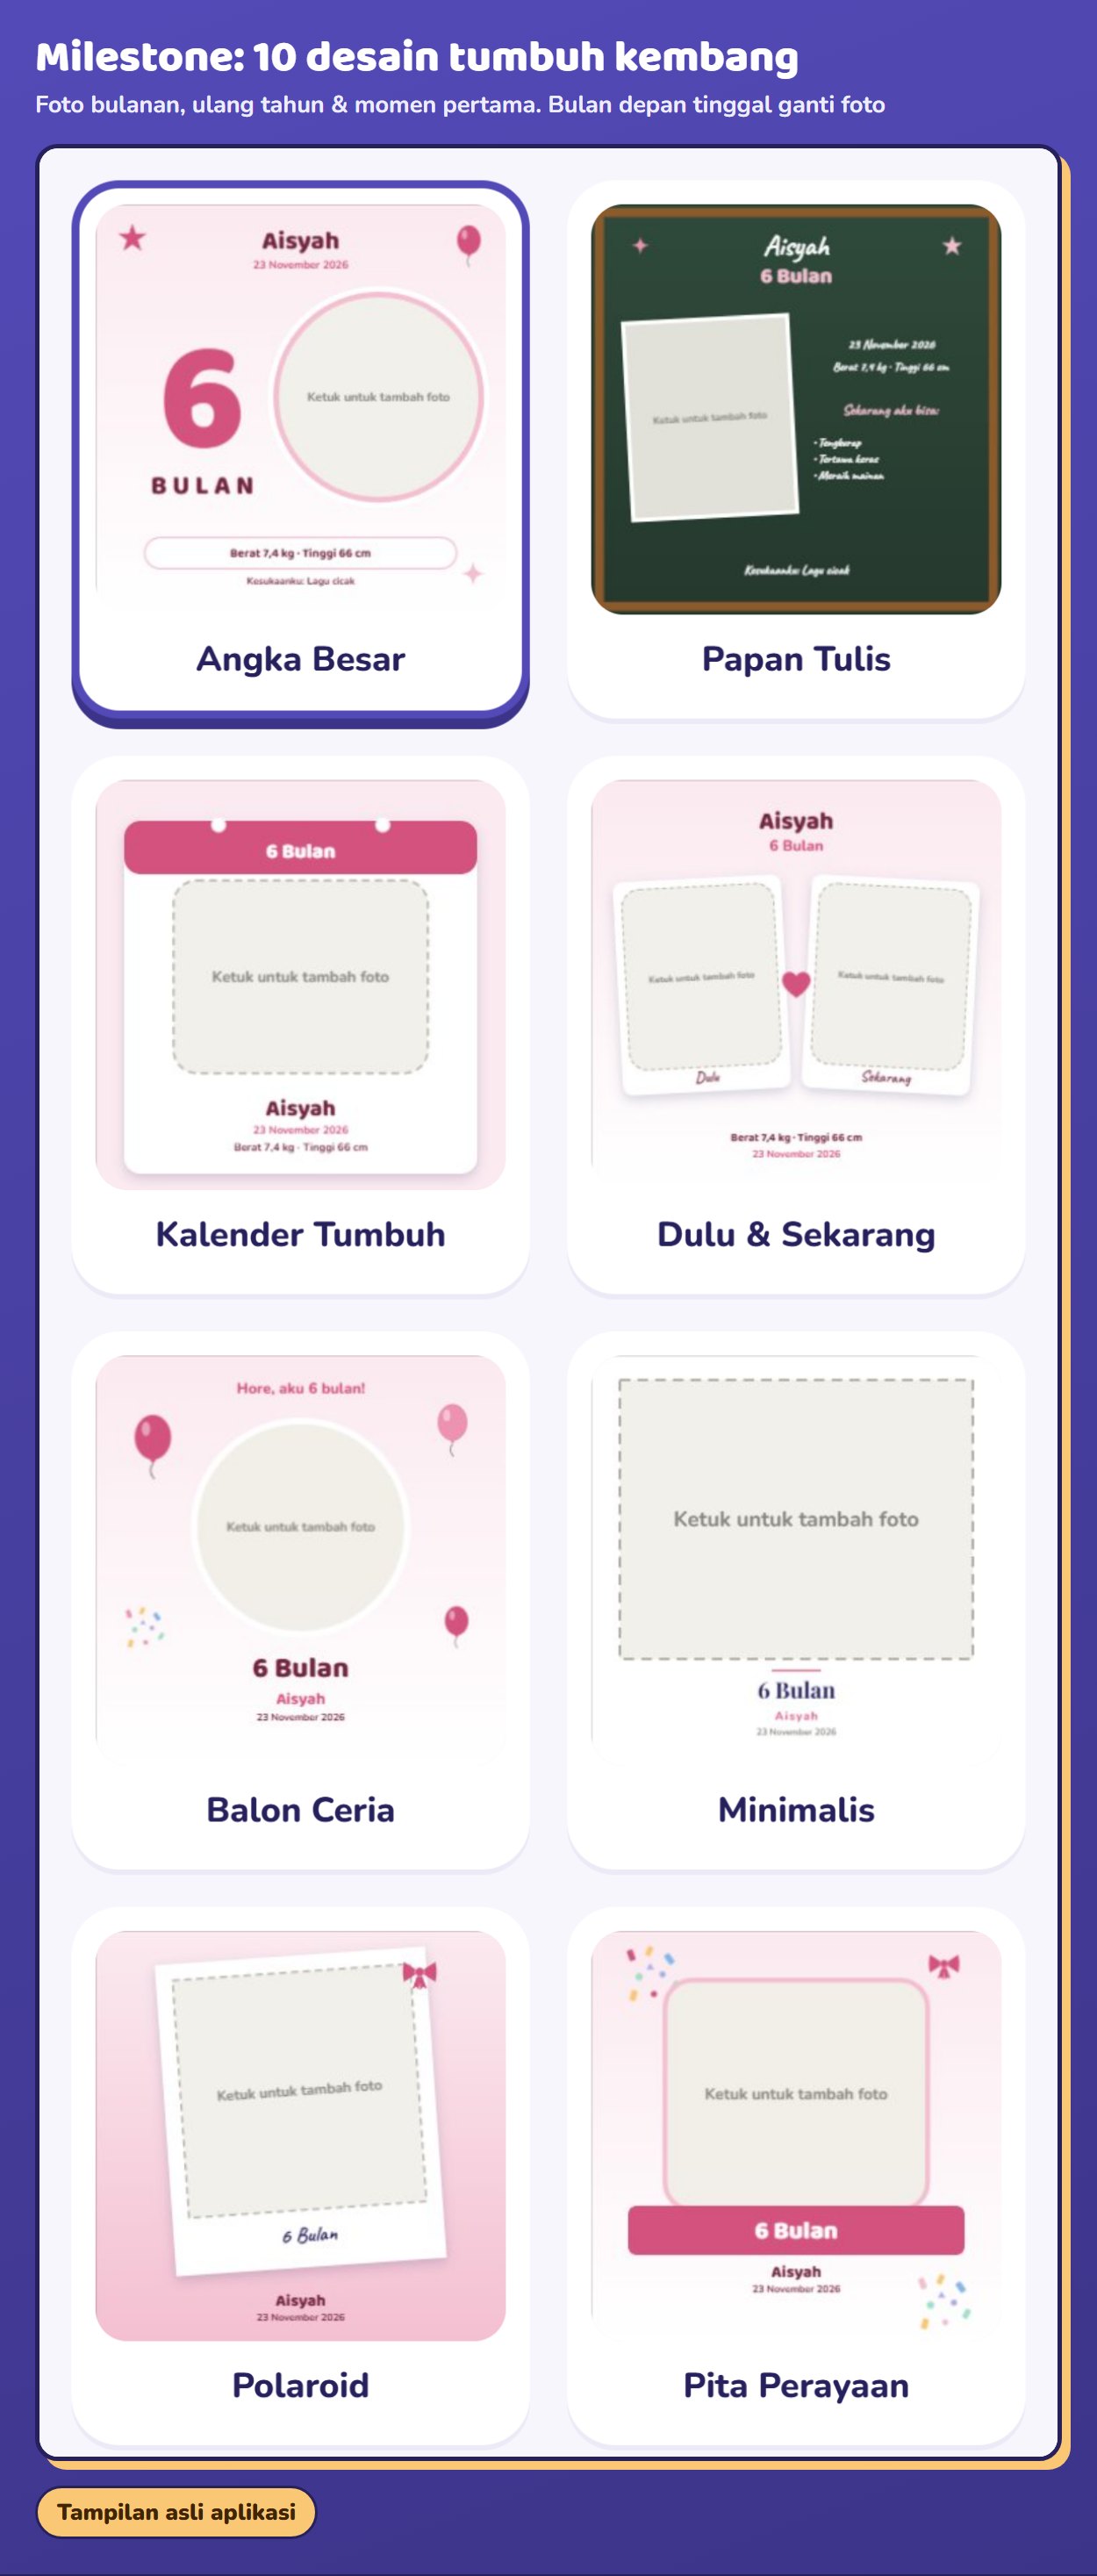 Milestone: 10 desain tumbuh kembang
Foto bulanan, ulang tahun & momen pertama. Bulan depan tinggal ganti foto
Aisyah
23 November 2026
6
BULAN
Ketuk untuk tambah foto
Berat 7,4 kg · Tinggi 66 cm
Kesukaanku: Lagu cicak
Angka Besar
Aisyah
6 Bulan
Ketuk untuk tambah foto
23 November 2026
Berat 7,4 kg · Tinggi 66 cm
Sekarang aku bisa:
• Tengkurap
• Tertawa keras
• Meraih mainan
Kesukaanku: Lagu cicak
Papan Tulis
6 Bulan
Ketuk untuk tambah foto
Aisyah
23 November 2026
Berat 7,4 kg · Tinggi 66 cm
Kalender Tumbuh
Aisyah
6 Bulan
Ketuk untuk tambah foto
Ketuk untuk tambah foto
Dulu
Sekarang
Berat 7,4 kg · Tinggi 66 cm
23 November 2026
Dulu & Sekarang
Hore, aku 6 bulan!
Ketuk untuk tambah foto
6 Bulan
Aisyah
23 November 2026
Balon Ceria
Ketuk untuk tambah foto
6 Bulan
Aisyah
23 November 2026
Minimalis
Ketuk untuk tambah foto
6 Bulan
Aisyah
23 November 2026
Polaroid
Ketuk untuk tambah foto
6 Bulan
Aisyah
23 November 2026
Pita Perayaan
Tampilan asli aplikasi